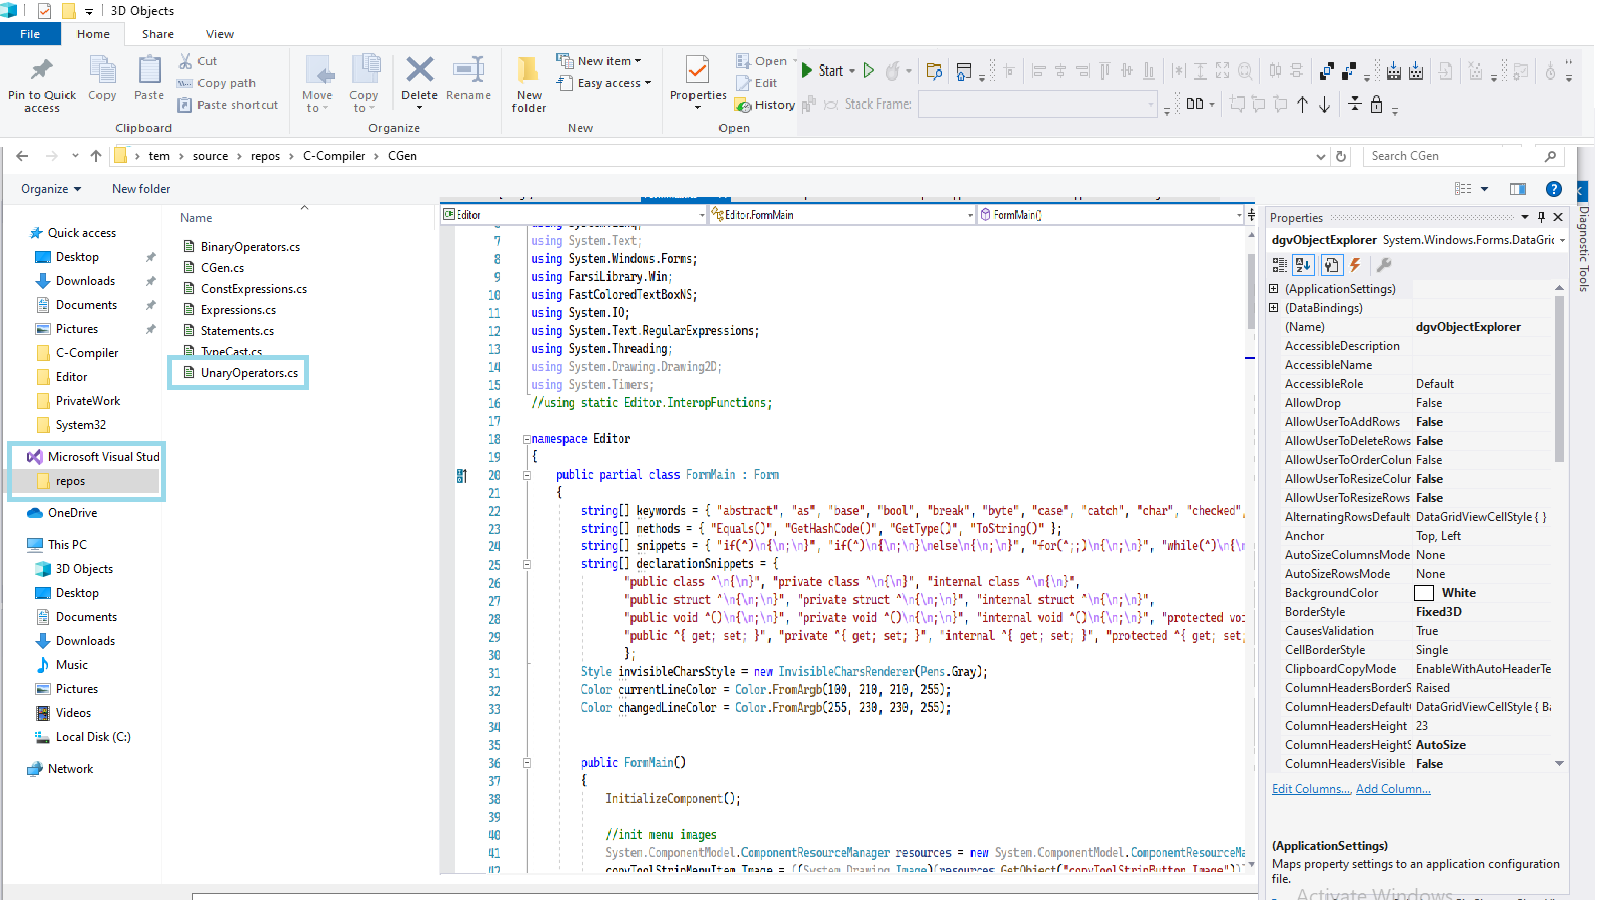 3D Objects
File Home Share View
Pin to Quick access
Copy
Paste
Cut
Copy path
Paste shortcut
Clipboard
Move to
Copy to
Delete
Rename
Organize
New folder
New item
Easy access
New
Properties
Open
Edit
History
Open
Start
Stack Frame:
tem › source › repos › C-Compiler › CGen
Search CGen
Organize New folder
Name
Quick access
Desktop
Downloads
Documents
Pictures
C-Compiler
Editor
PrivateWork
System32
Microsoft Visual Stud
repos
OneDrive
This PC
3D Objects
Desktop
Documents
Downloads
Music
Pictures
Videos
Local Disk (C:)
Network
BinaryOperators.cs
CGen.cs
ConstExpressions.cs
Expressions.cs
Statements.cs
TypeCast.cs
UnaryOperators.cs
Editor Editor.FormMain FormMain()
7 using System.Text;
8 using System.Windows.Forms;
9 using FarsiLibrary.Win;
10 using FastColoredTextBoxNS;
11 using System.IO;
12 using System.Text.RegularExpressions;
13 using System.Threading;
14 using System.Drawing.Drawing2D;
15 using System.Timers;
16 //using static Editor.InteropFunctions;
17
18 namespace Editor
19 {
20 public partial class FormMain : Form
21 {
22 string[] keywords = { "abstract", "as", "base", "bool", "break", "byte", "case", "catch", "char", "checked",
23 string[] methods = { "Equals()", "GetHashCode()", "GetType()", "ToString()" };
24 string[] snippets = { "if(^)\n{\n;\n}", "if(^)\n{\n;\n}\nelse\n{\n;\n}", "for(^;;)\n{\n;\n}", "while(^)\n{\n
25 string[] declarationSnippets = {
26 "public class ^\n{\n}", "private class ^\n{\n}", "internal class ^\n{\n}",
27 "public struct ^\n{\n;\n}", "private struct ^\n{\n;\n}", "internal struct ^\n{\n;\n}",
28 "public void ^()\n{\n;\n}", "private void ^()\n{\n;\n}", "internal void ^()\n{\n;\n}", "protected voi
29 "public ^{ get; set; }", "private ^{ get; set; }", "internal ^{ get; set; }", "protected ^{ get; set;
30 };
31 Style invisibleCharsStyle = new InvisibleCharsRenderer(Pens.Gray);
32 Color currentLineColor = Color.FromArgb(100, 210, 210, 255);
33 Color changedLineColor = Color.FromArgb(255, 230, 230, 255);
34
35
36 public FormMain()
37 {
38 InitializeComponent();
39
40 //init menu images
41 System.ComponentModel.ComponentResourceManager resources = new System.ComponentModel.ComponentResourceMa
42 copyToolStripMenuItem.Image = ((System.Drawing.Image)(resources.GetObject("copyToolStripButton.Image")))
Properties
dgvObjectExplorer System.Windows.Forms.DataGric
(ApplicationSettings)
(DataBindings)
(Name) dgvObjectExplorer
AccessibleDescription
AccessibleName
AccessibleRole Default
AllowDrop False
AllowUserToAddRows False
AllowUserToDeleteRows False
AllowUserToOrderColun False
AllowUserToResizeColur False
AllowUserToResizeRows False
AlternatingRowsDefault DataGridViewCellStyle { }
Anchor Top, Left
AutoSizeColumnsMode None
AutoSizeRowsMode None
BackgroundColor White
BorderStyle Fixed3D
CausesValidation True
CellBorderStyle Single
ClipboardCopyMode EnableWithAutoHeaderTe
ColumnHeadersBorderS Raised
ColumnHeadersDefault DataGridViewCellStyle { Ba
ColumnHeadersHeight 23
ColumnHeadersHeightS AutoSize
ColumnHeadersVisible False
Edit Columns..., Add Column...
(ApplicationSettings)
Maps property settings to an application configuration
file.
Activate Windows
Diagnostic Tools